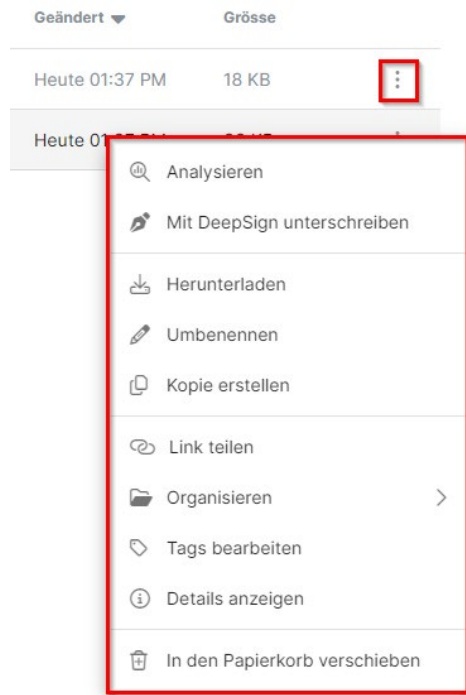 Geändert Grösse
Heute 01:37 PM 18 KB
Heute
Analysieren
Mit DeepSign unterschreiben
Herunterladen
Umbenennen
Kopie erstellen
Link teilen
Organisieren
Tags bearbeiten
Details anzeigen
In den Papierkorb verschieben